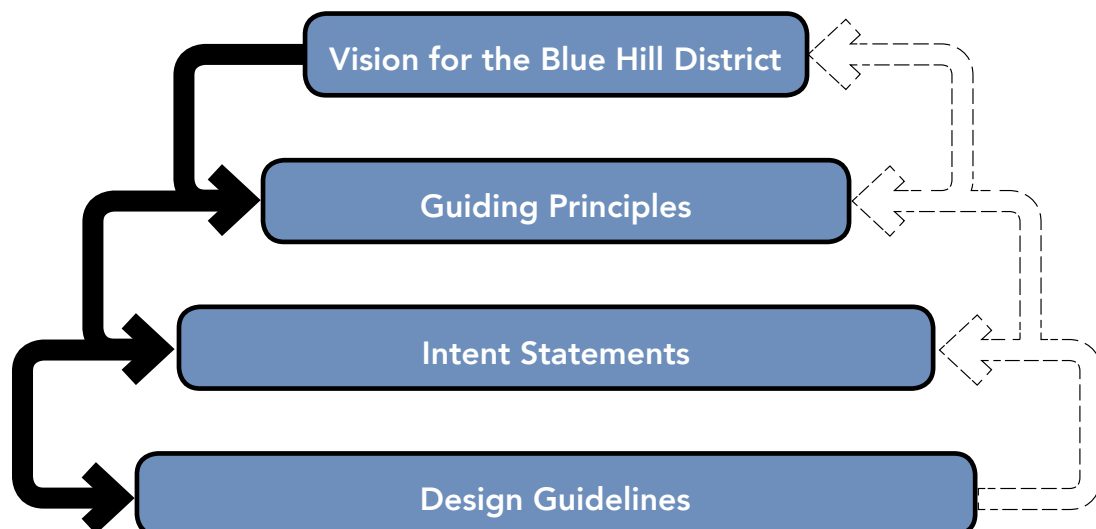 Vision for the Blue Hill District
Guiding Principles
Intent Statements
Design Guidelines